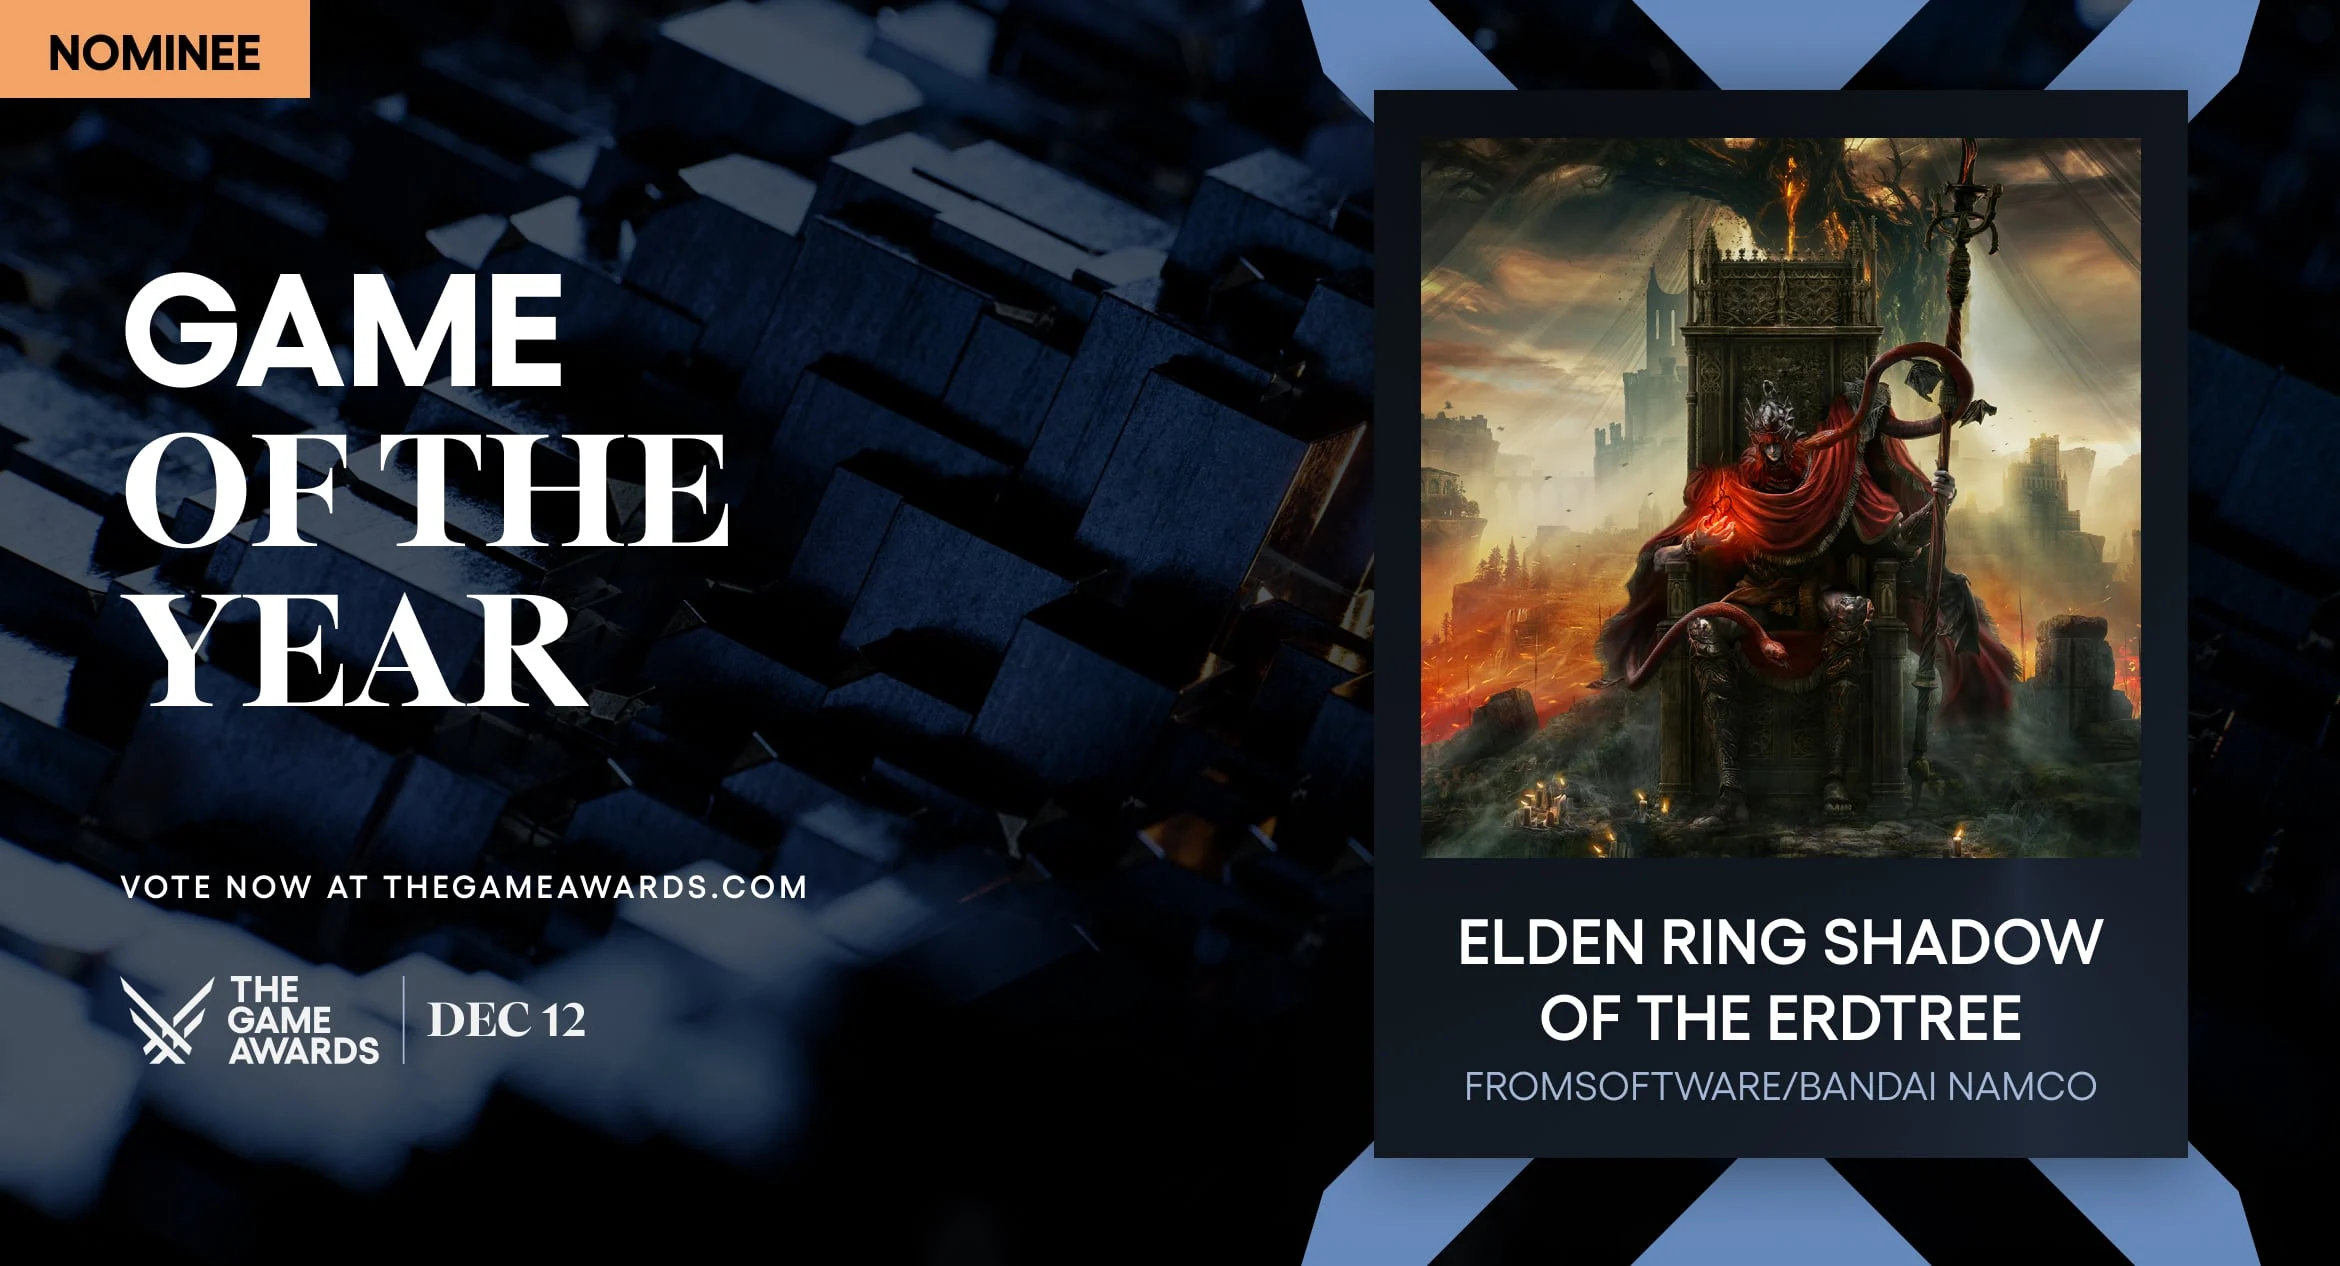 NOMINEE
GAME
OF THE
YEAR
VOTE NOW AT THEGAMEAWARDS.COM
THE
GAME
AWARDS
DEC 12
ELDEN RING SHADOW
OF THE ERDTREE
FROMSOFTWARE/BANDAI NAMCO